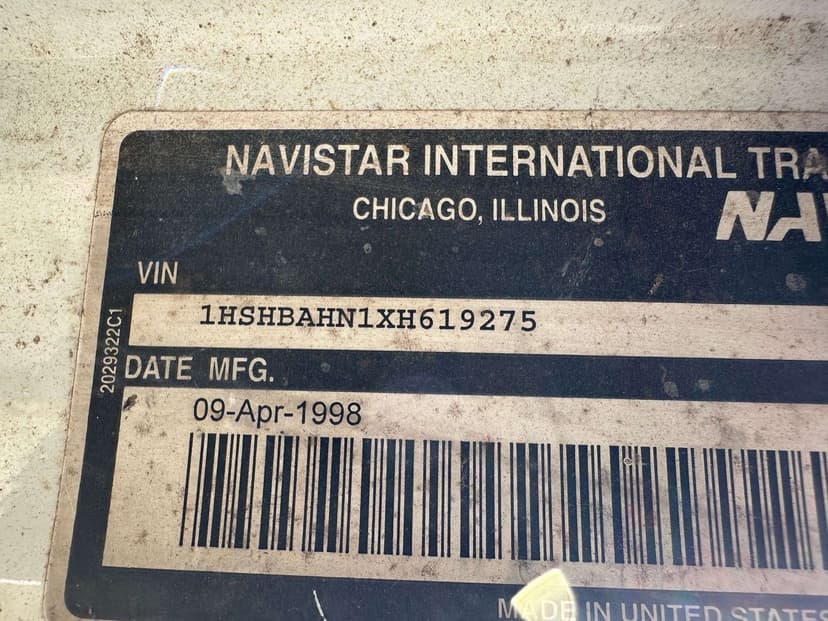 NAVISTAR INTERNATIONAL TRA
CHICAGO, ILLINOIS
NAV
VIN
1HSHBAHN1XH619275
2029322C1
DATE MFG.
09-Apr-1998
MADE IN UNITED STATES